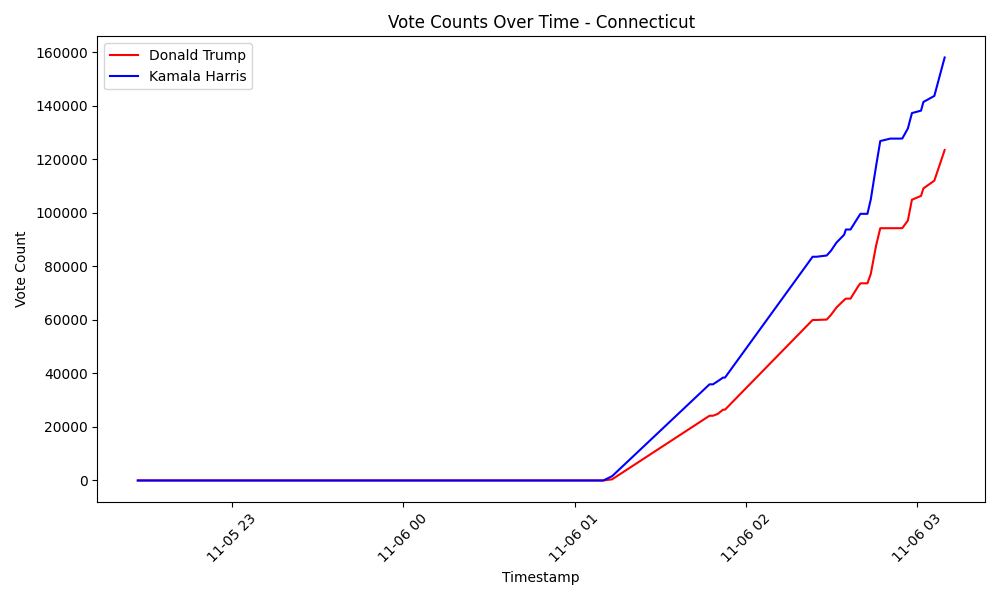 Vote Counts Over Time - Connecticut
Donald Trump
Kamala Harris
160000
140000
120000
100000
80000
60000
40000
20000
0
Vote Count
11-05 23
11-06 00
11-06 01
11-06 02
11-06 03
Timestamp